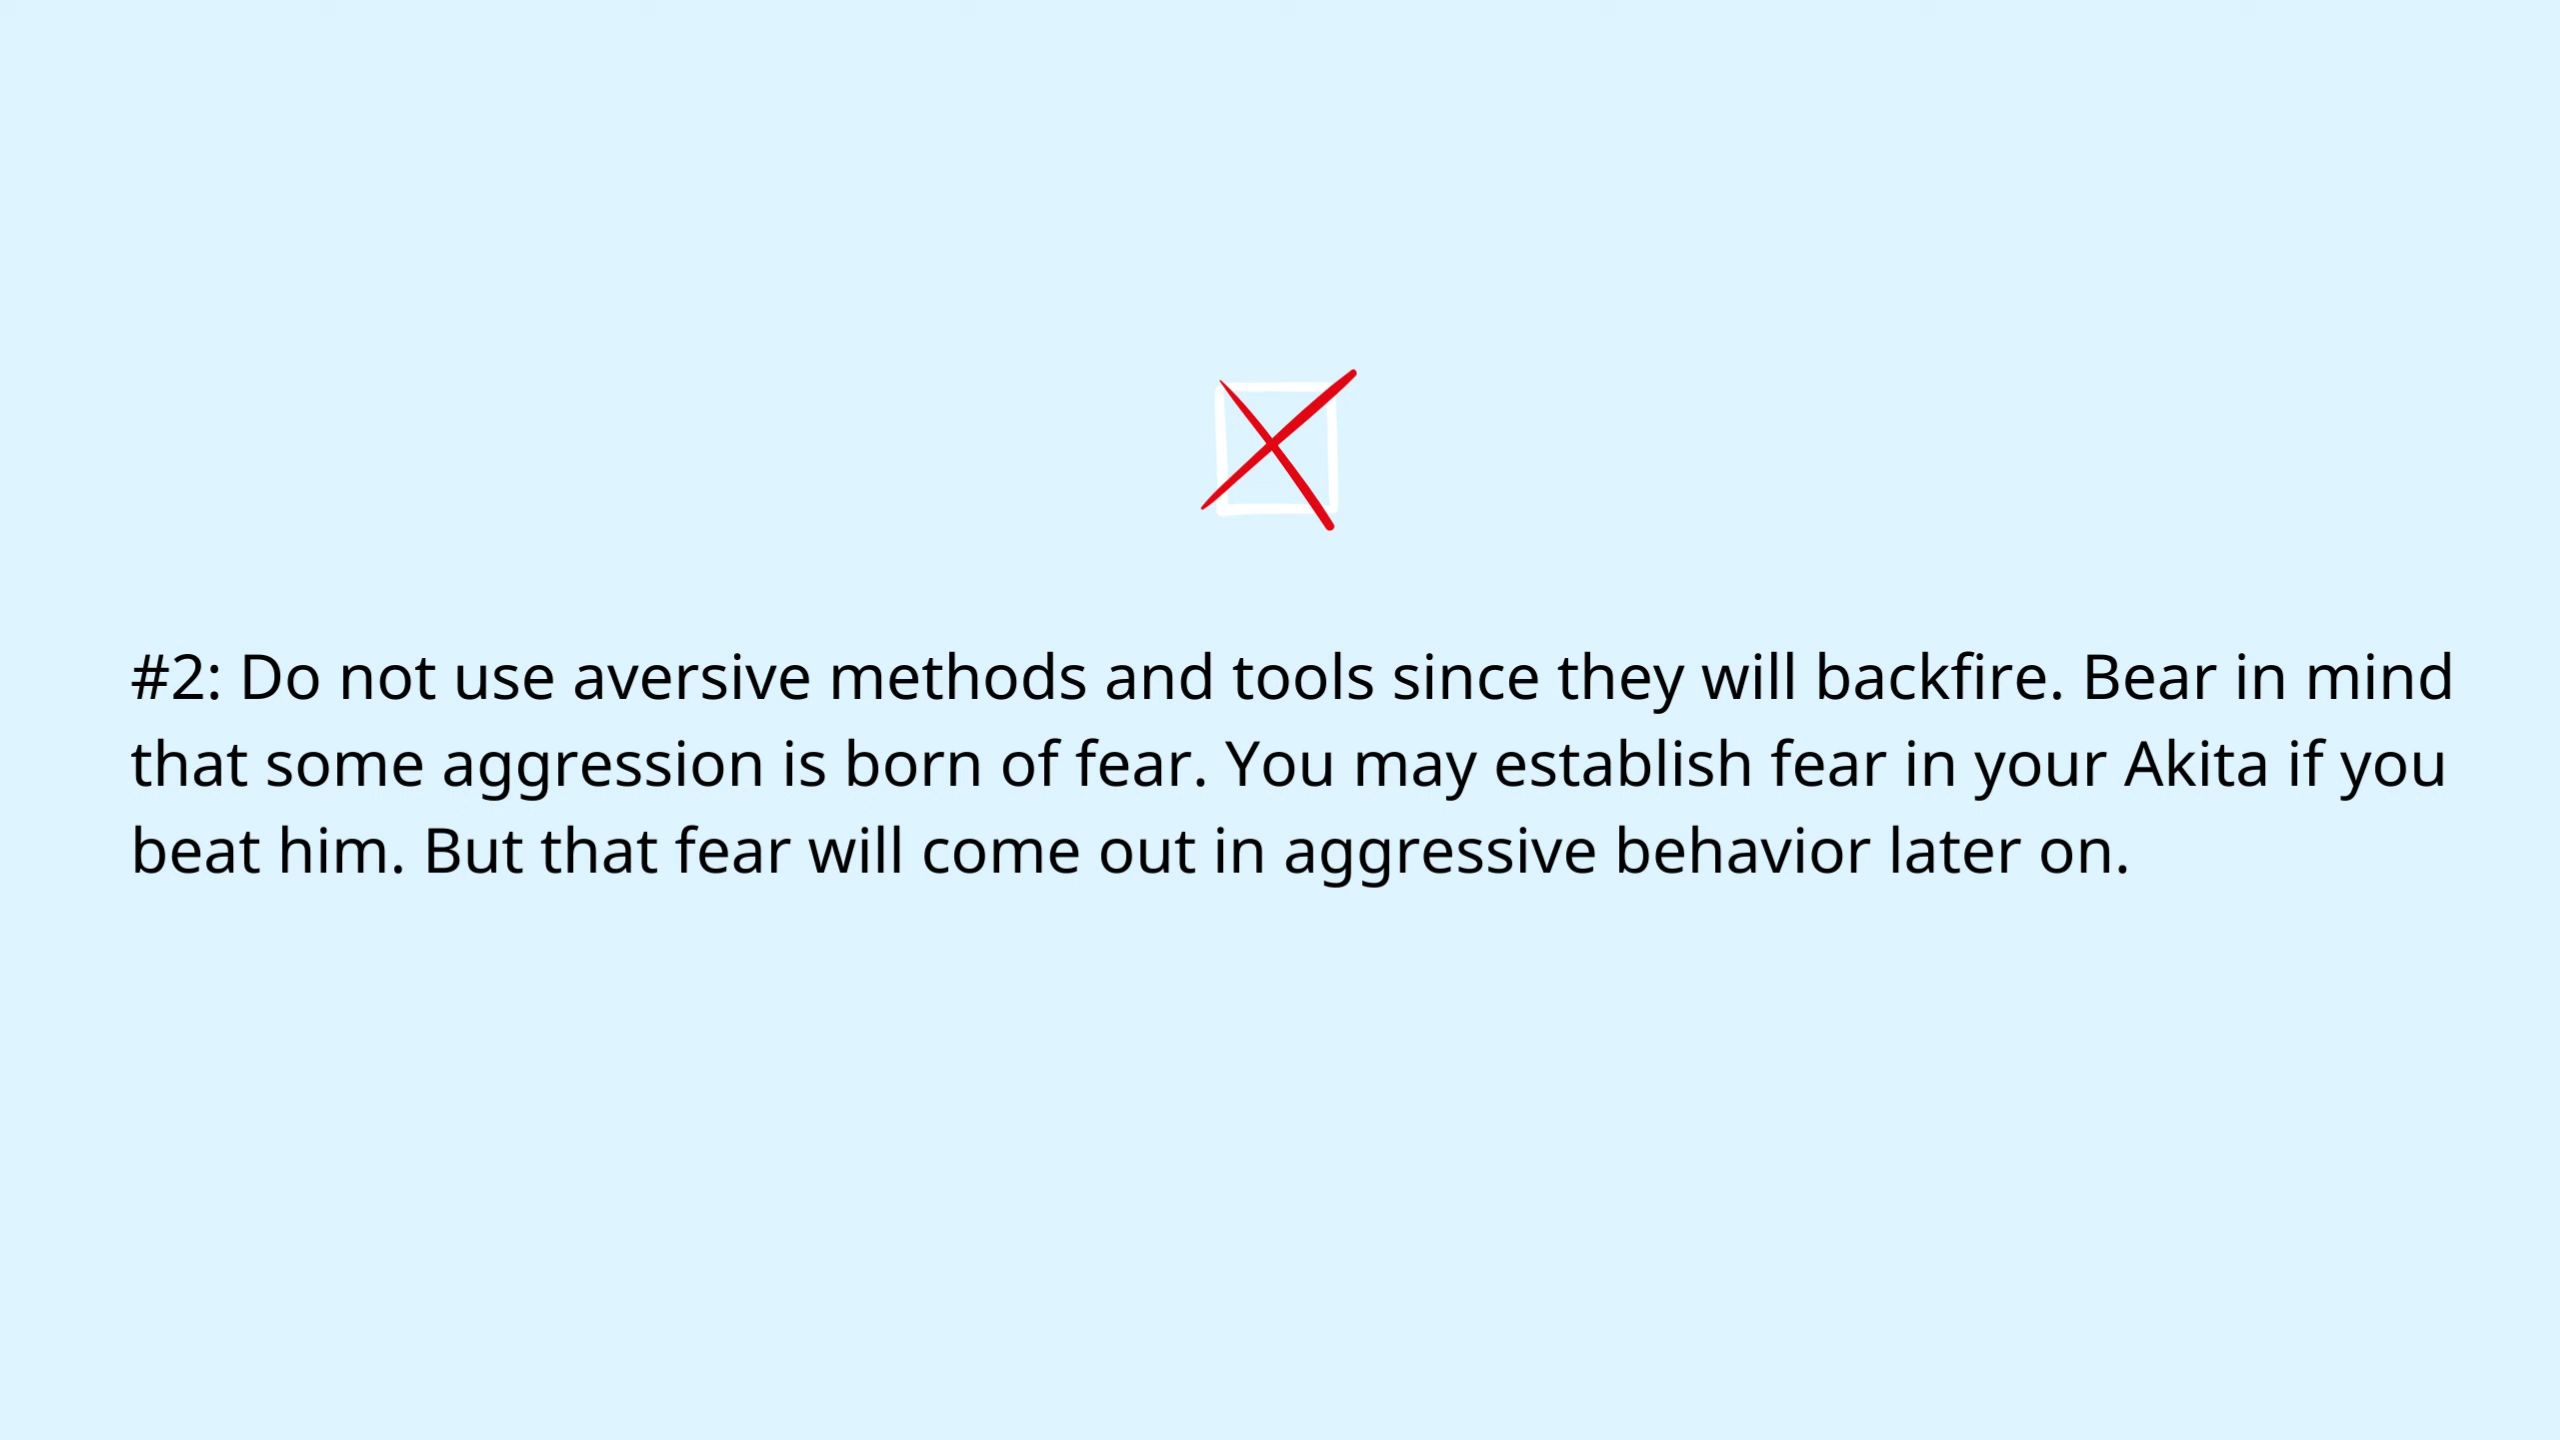 #2: Do not use aversive methods and tools since they will backfire. Bear in mind
that some aggression is born of fear. You may establish fear in your Akita if you
beat him. But that fear will come out in aggressive behavior later on.